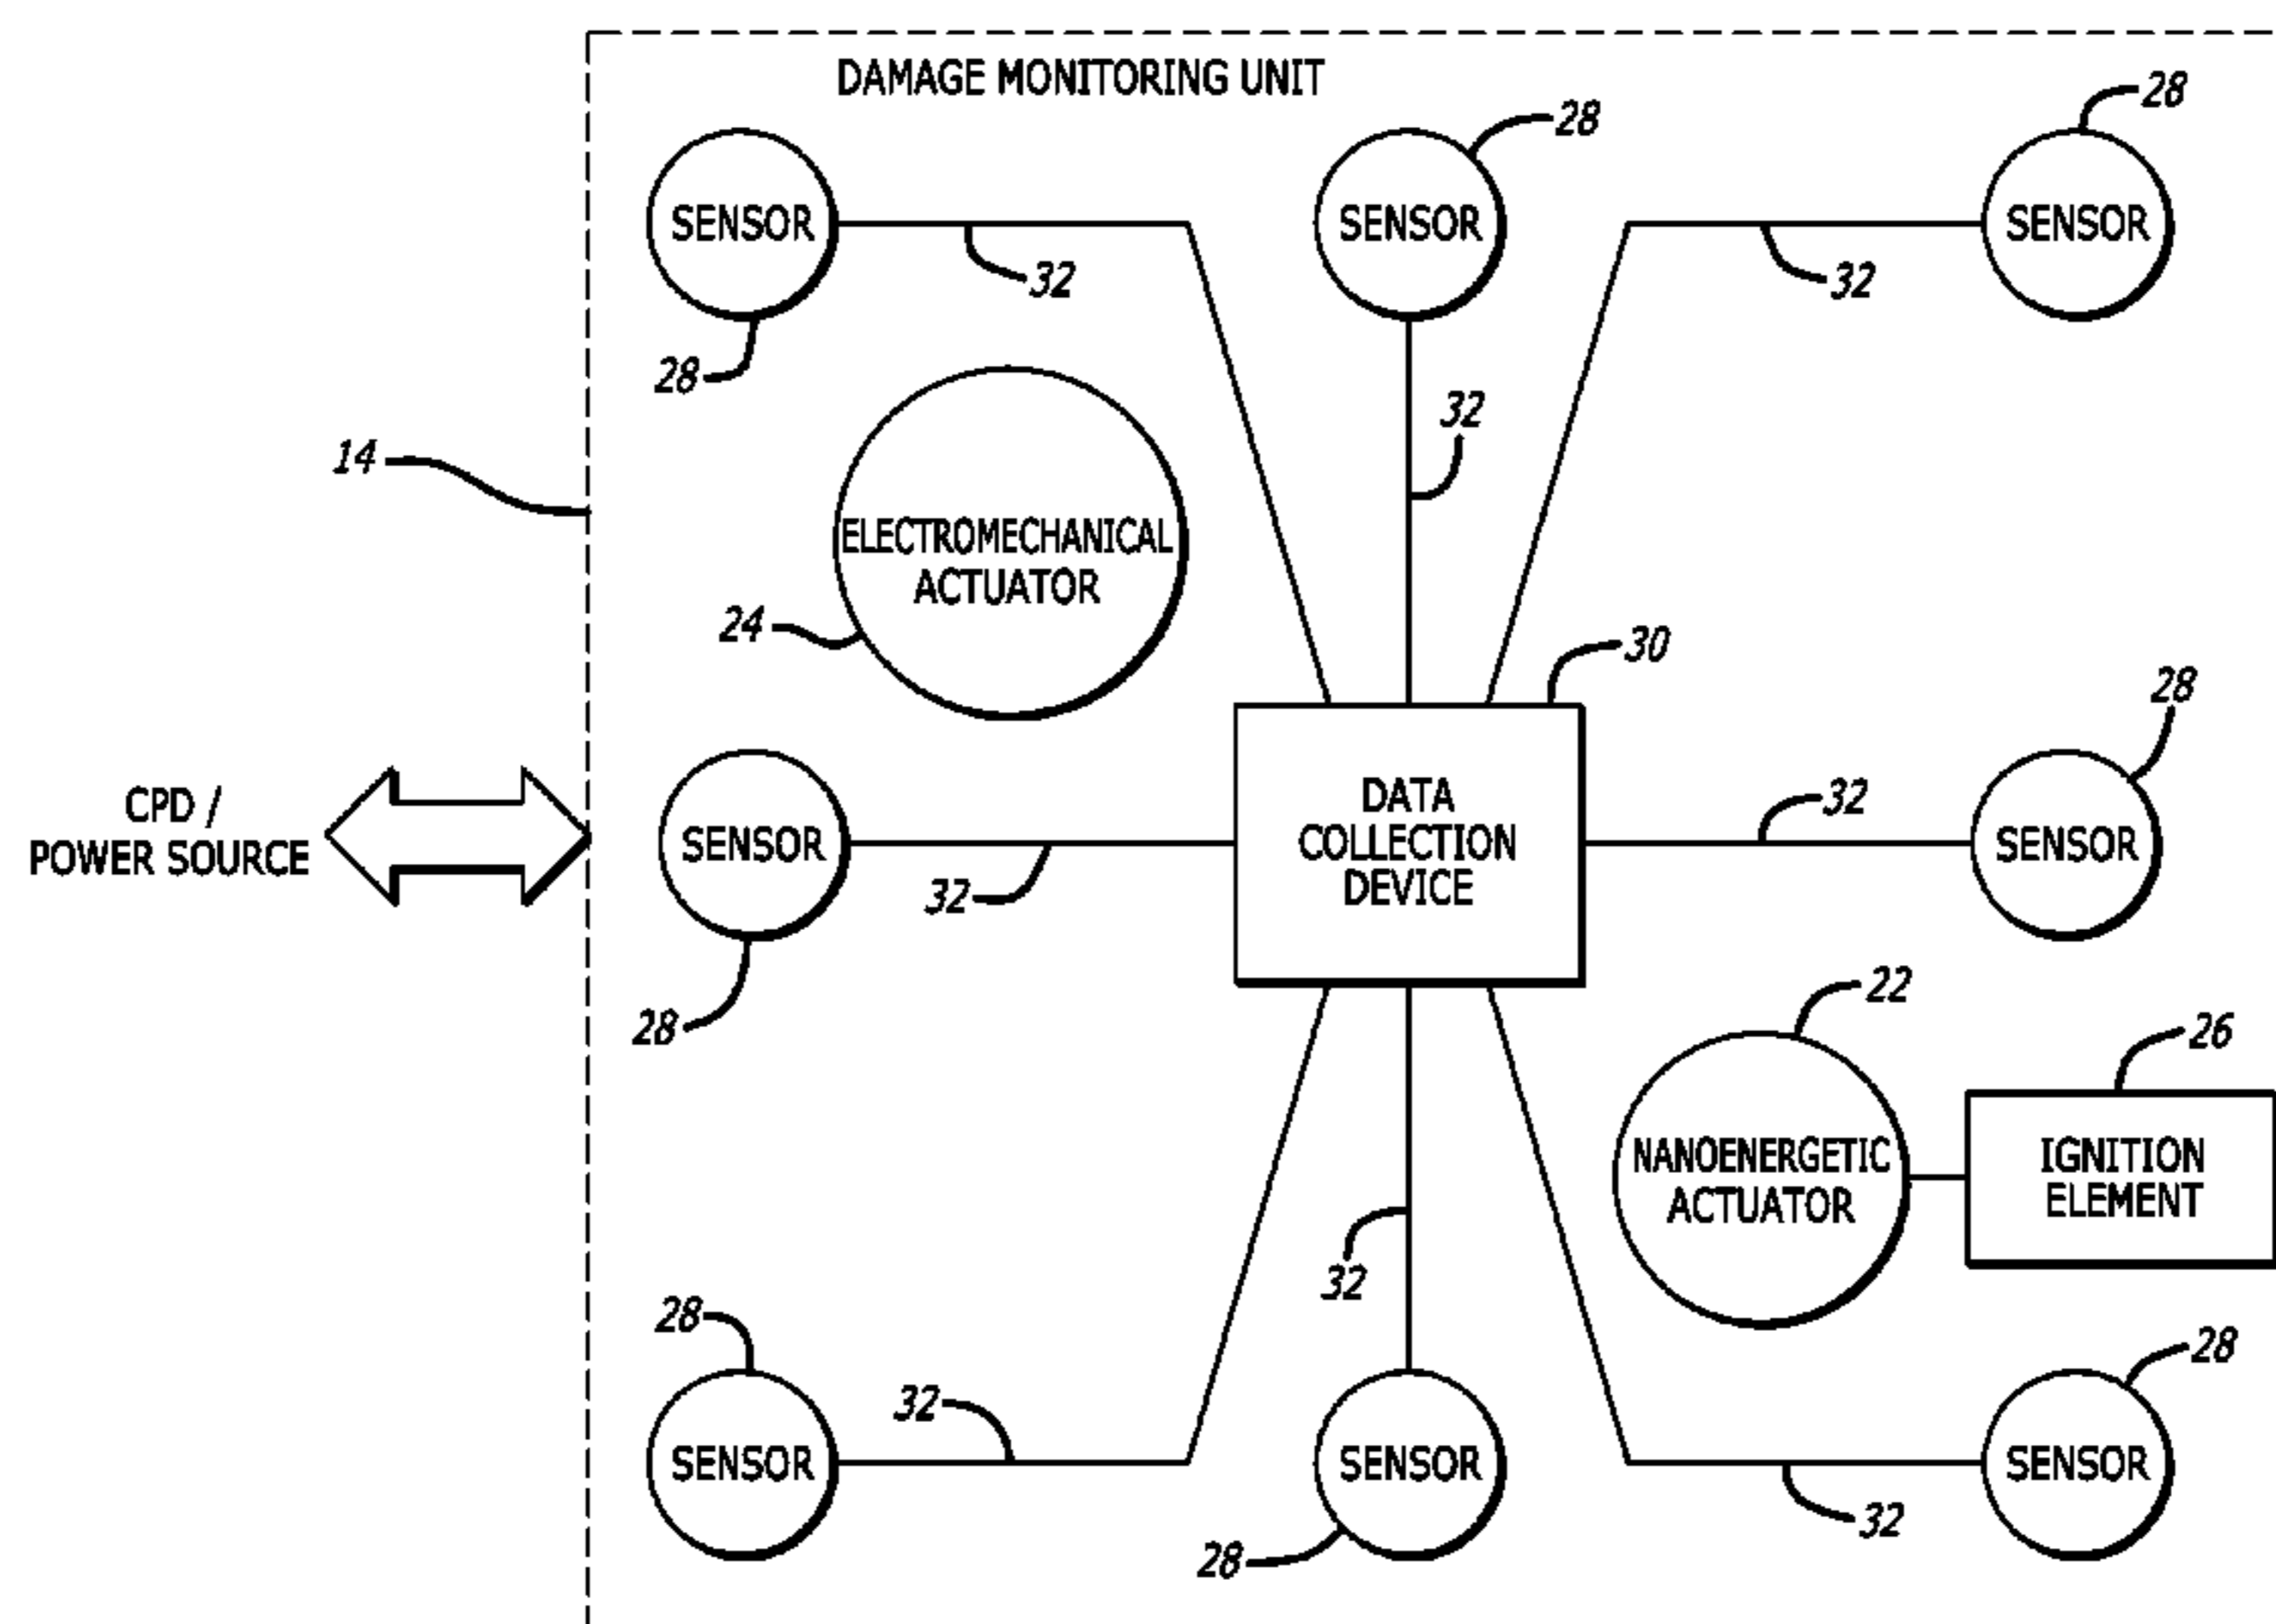 DAMAGE MONITORING UNIT
28
28
SENSOR
SENSOR
SENSOR
32
32
28
32
14
ELECTROMECHANICAL
ACTUATOR
24
30
28
CPD /
POWER SOURCE
SENSOR
32
DATA
COLLECTION
DEVICE
32
SENSOR
28
22
26
NANOENERGETIC
ACTUATOR
IGNITION
ELEMENT
32
28
28
32
SENSOR
SENSOR
SENSOR
32
28